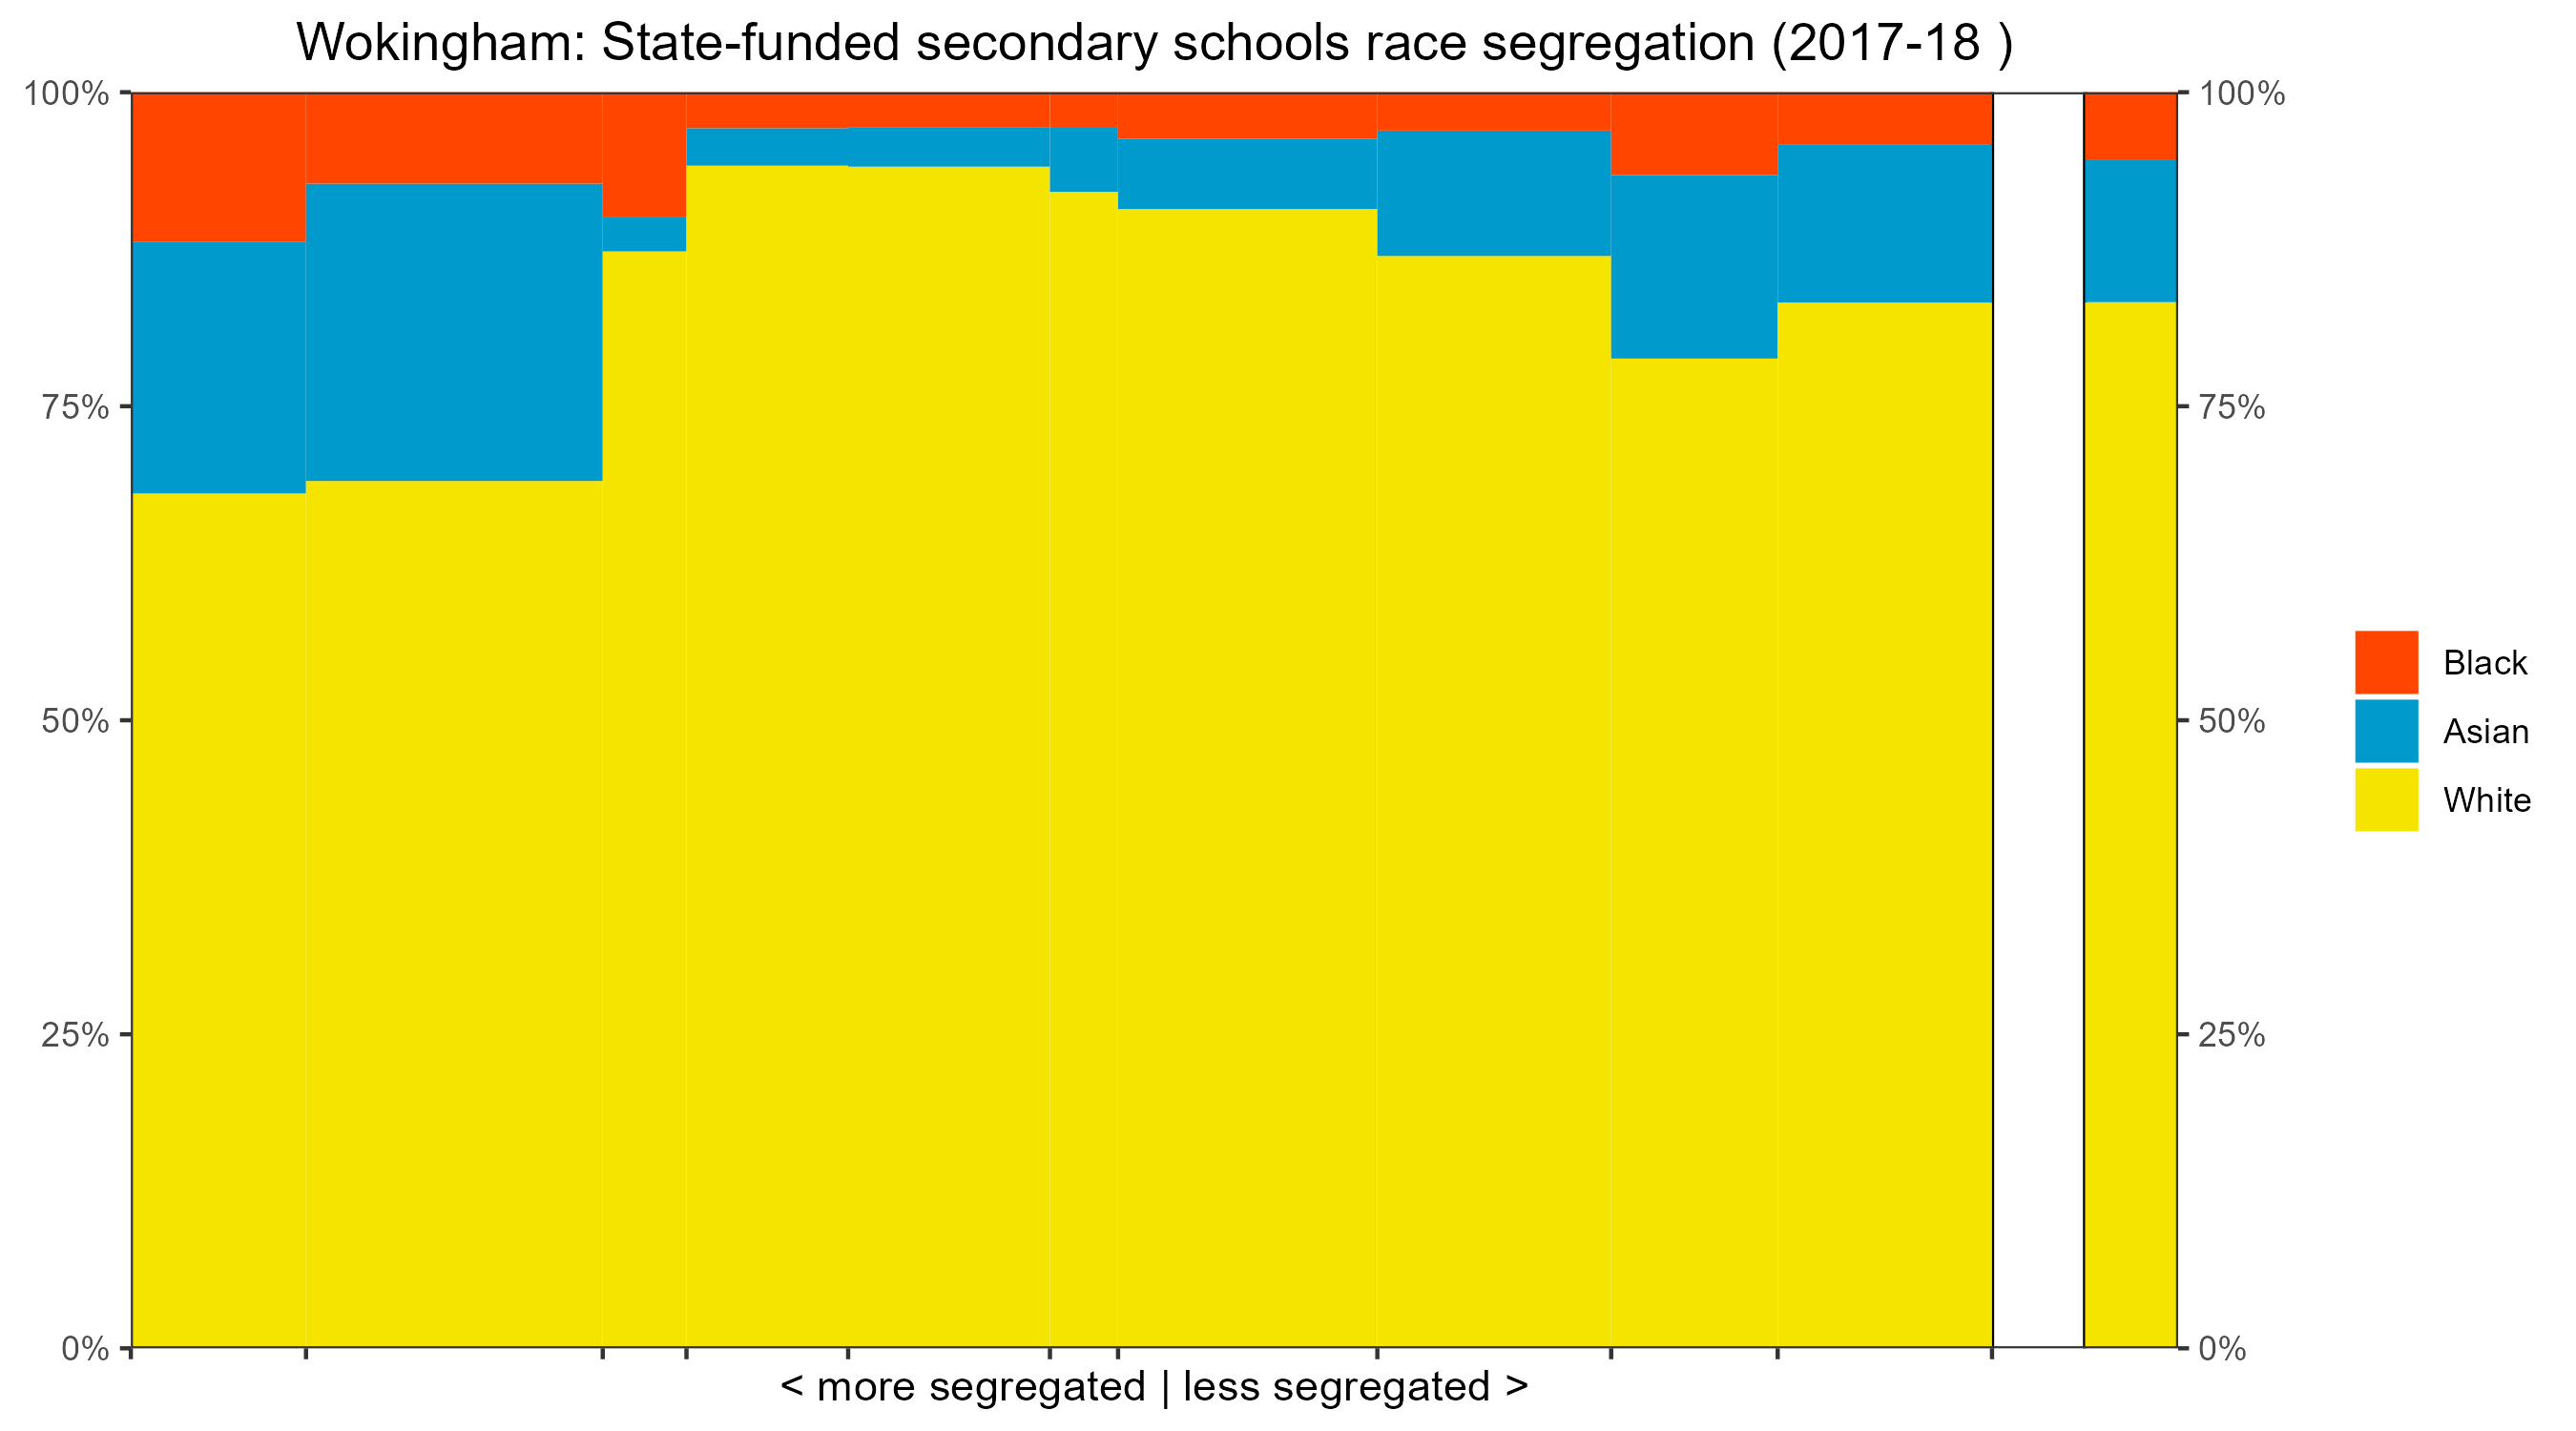 Wokingham: State-funded secondary schools race segregation (2017-18 )
100%
75%
50%
25%
0%
100%
75%
50%
25%
0%
Black
Asian
White
< more segregated | less segregated >